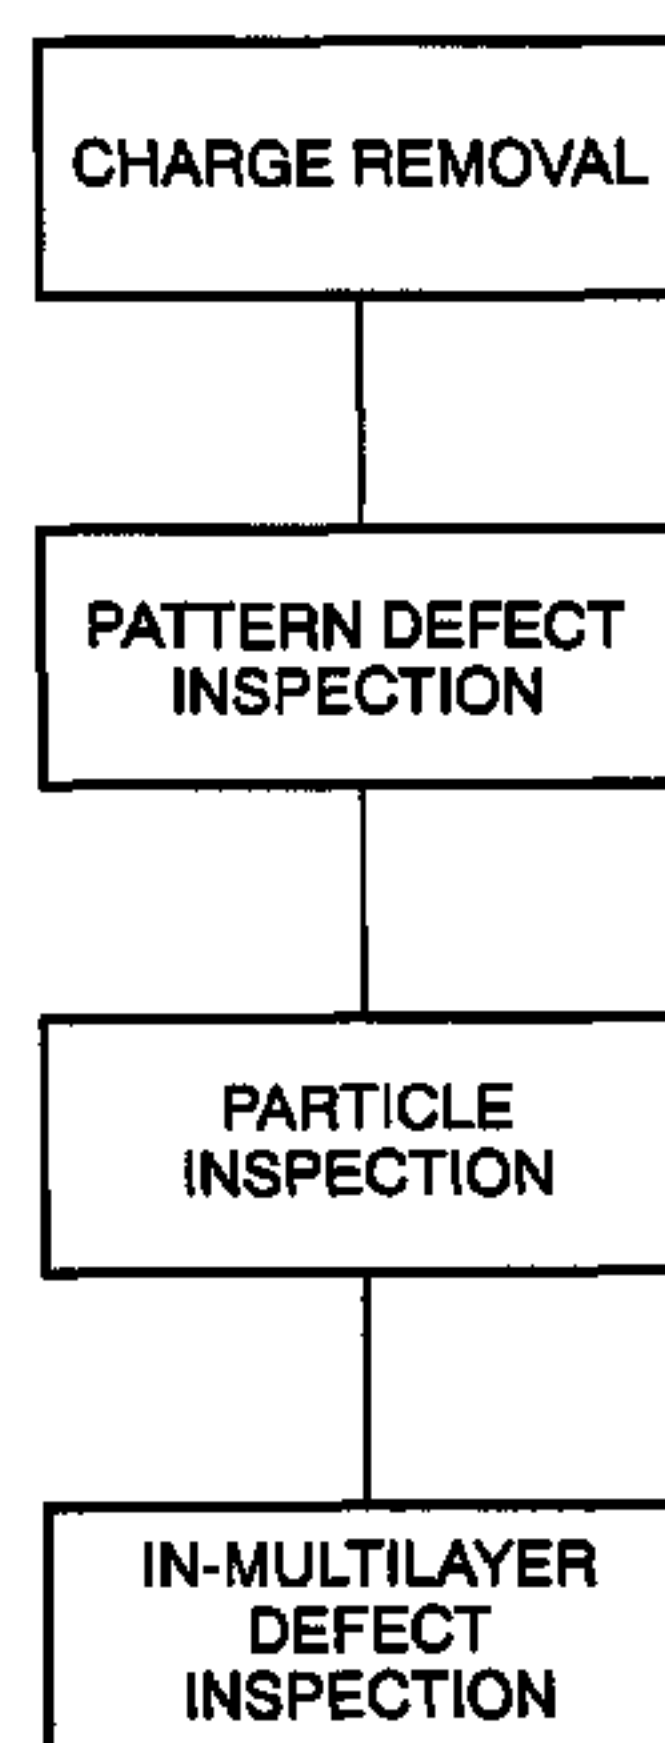 CHARGE REMOVAL
PATTERN DEFECT
INSPECTION
PARTICLE
INSPECTION
IN-MULTILAYER
DEFECT
INSPECTION